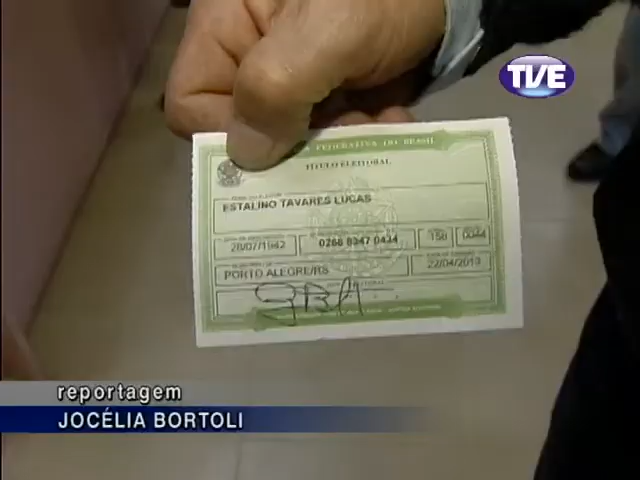 TVE
FEDERATIVA DO BRASIL
TÍTULO ELEITORAL
ESTALINO TAVARES LUCAS
28/07/1942 0266 8347 0434 158 0044
PORTO ALEGRE/RS 22/04/2013
reportagem
JOCÉLIA BORTOLI